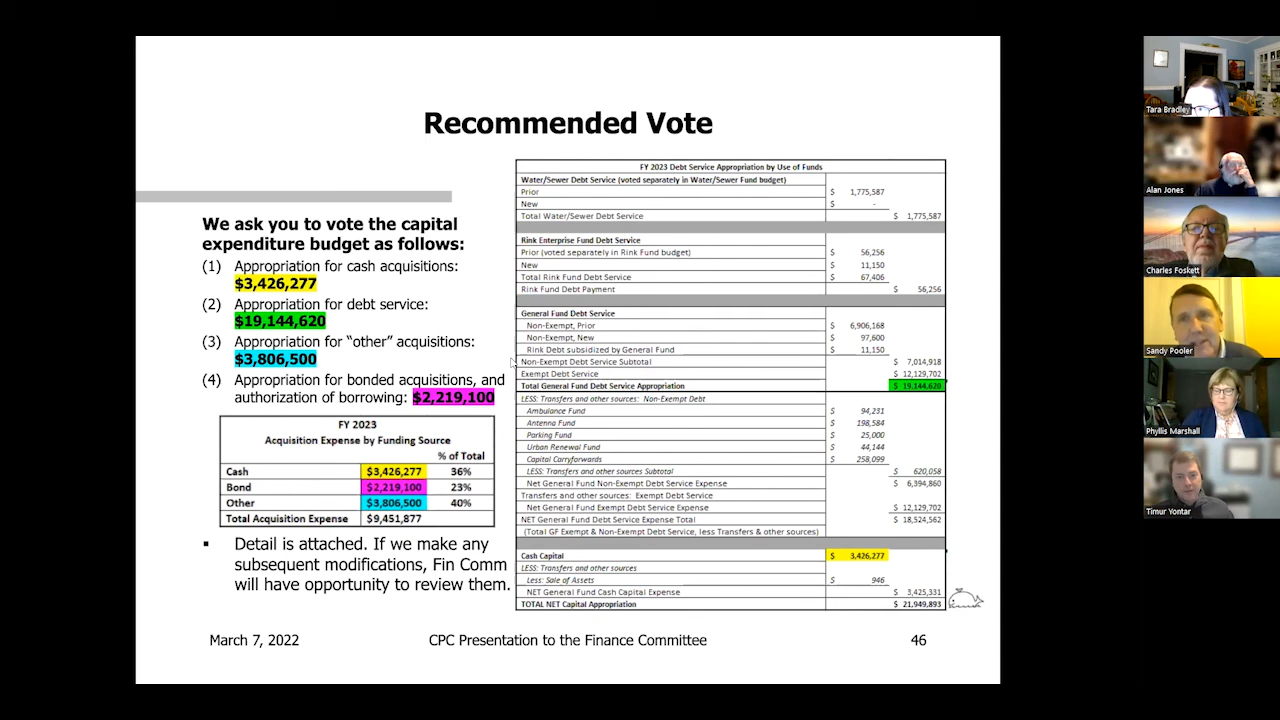 Recommended Vote
We ask you to vote the capital
expenditure budget as follows:
(1) Appropriation for cash acquisitions:
$3,426,277
(2) Appropriation for debt service:
$19,144,620
(3) Appropriation for “other” acquisitions:
$3,806,500
(4) Appropriation for bonded acquisitions, and
authorization of borrowing: $2,219,100
FY 2023
Acquisition Expense by Funding Source
% of Total
Cash $3,426,277 36%
Bond $2,219,100 23%
Other $3,806,500 40%
Total Acquisition Expense $9,451,877
▪ Detail is attached. If we make any
subsequent modifications, Fin Comm
will have opportunity to review them.
FY 2023 Debt Service Appropriation by Use of Funds
Water/Sewer Debt Service (voted separately in Water/Sewer Fund budget)
Prior $ 1,775,587
New $ -
Total Water/Sewer Debt Service $ 1,775,587
Rink Enterprise Fund Debt Service
Prior (voted separately in Rink Fund budget) $ 56,256
New $ 11,150
Total Rink Fund Debt Service $ 67,406
Rink Fund Debt Payment $ 56,256
General Fund Debt Service
Non-Exempt, Prior $ 6,906,168
Non-Exempt, New $ 97,600
Rink Debt subsidized by General Fund $ 11,150
Non-Exempt Debt Service Subtotal $ 7,014,918
Exempt Debt Service $ 12,129,702
Total General Fund Debt Service Appropriation $ 19,144,620
LESS: Transfers and other sources: Non-Exempt Debt
Ambulance Fund $ 94,231
Antenna Fund $ 198,584
Parking Fund $ 25,000
Urban Renewal Fund $ 44,144
Capital Carryforwards $ 258,099
LESS: Transfers and other sources Subtotal $ 620,058
Net General Fund Non-Exempt Debt Service Expense $ 6,394,860
Transfers and other sources: Exempt Debt Service
Net General Fund Exempt Debt Service Expense $ 12,129,702
NET General Fund Debt Service Expense Total $ 18,524,562
(Total GF Exempt & Non-Exempt Debt Service, less Transfers & other sources)
Cash Capital $ 3,426,277
LESS: Transfers and other sources
Less: Sale of Assets $ 946
NET General Fund Cash Capital Expense $ 3,425,331
TOTAL NET Capital Appropriation $ 21,949,893
March 7, 2022 CPC Presentation to the Finance Committee 46
Tara Bradley
Alan Jones
Charles Foskett
Sandy Pooler
Phyllis Marshall
Timur Yontar